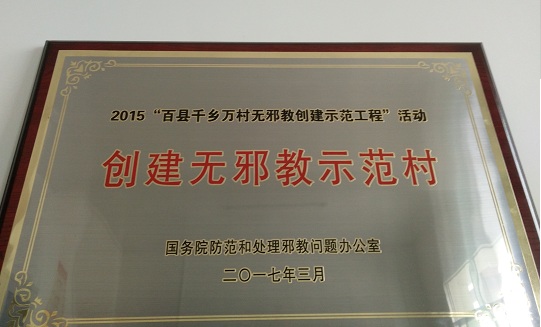 2015“百县千乡万村无邪教创建示范工程”活动
创建无邪教示范村
国务院防范和处理邪教问题办公室
二〇一七年三月